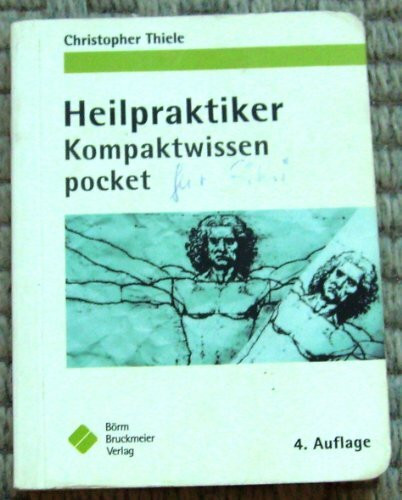 Christopher Thiele
Heilpraktiker
Kompaktwissen
pocket für
Börm
Bruckmeier
Verlag
4. Auflage